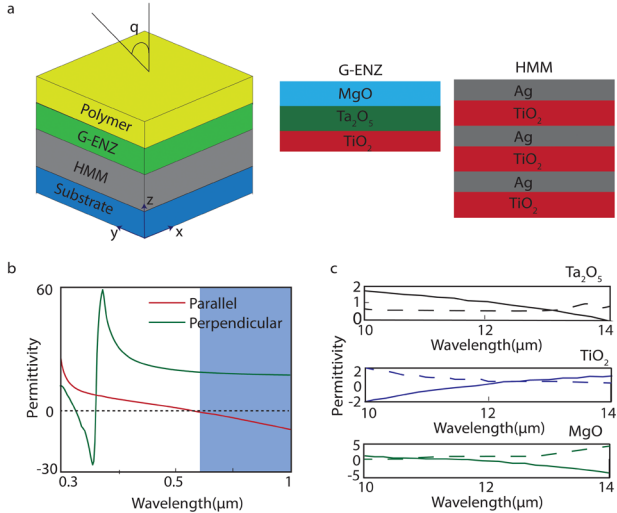 a
q
Polymer
G-ENZ
HMM
Substrate
z
y
x
G-ENZ
MgO
Ta₂O₅
TiO₂
HMM
Ag
TiO₂
Ag
TiO₂
Ag
TiO₂
b
60
Parallel
Perpendicular
Permittivity
0
-30
0.3
0.5
1
Wavelength(μm)
c
Ta₂O₅
2
1
0
10
12
14
Wavelength(μm)
Permittivity
TiO₂
2
0
-2
10
12
14
Wavelength(μm)
MgO
5
0
-5
10
12
14
Wavelength(μm)